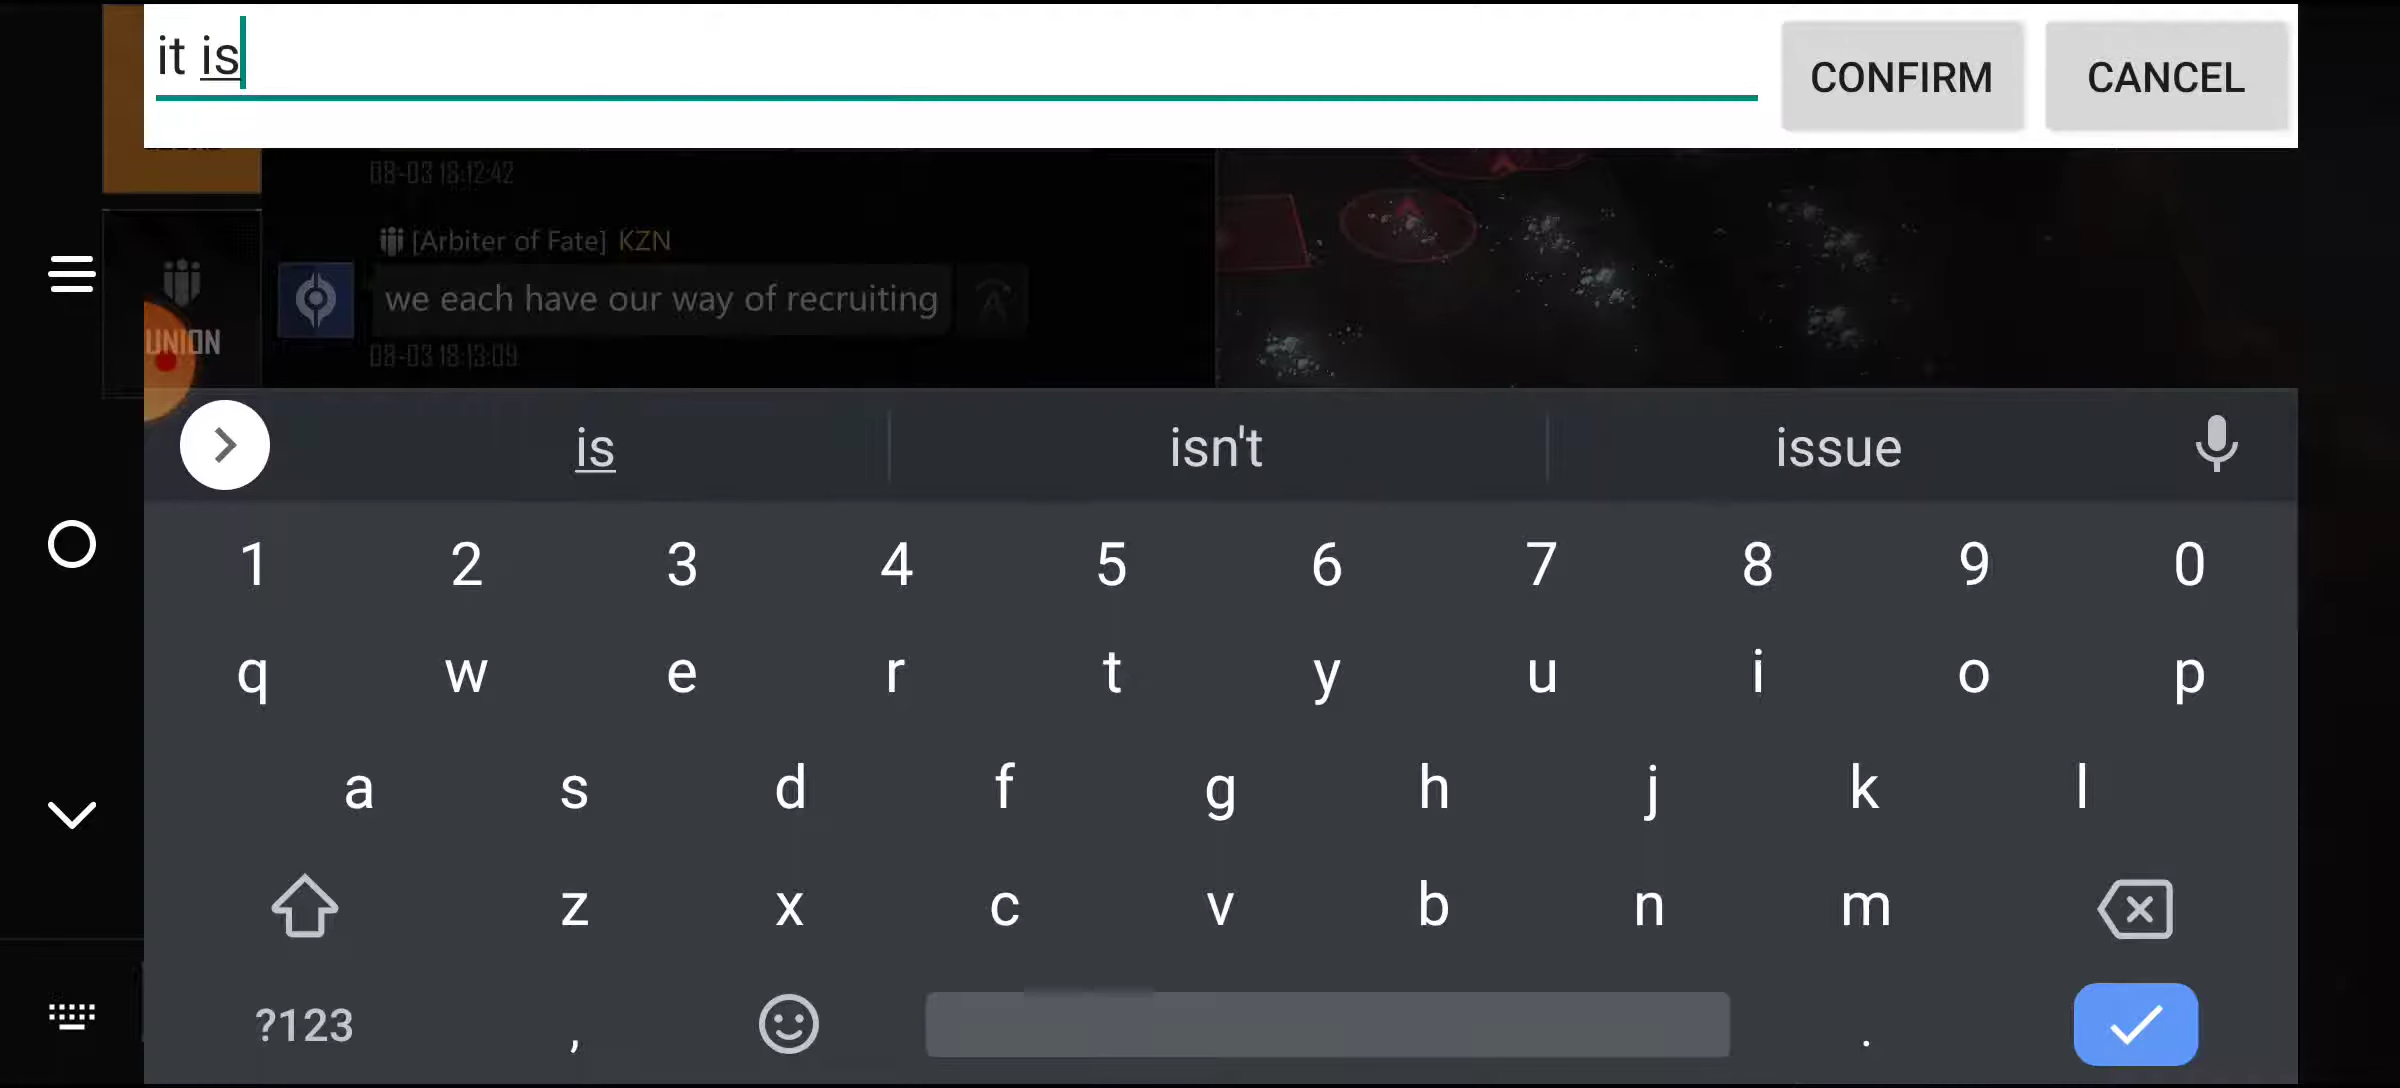 it is
CONFIRM
CANCEL
08-03 18:12:42
[Arbiter of Fate] KZN
we each have our way of recruiting
UNION
08-03 18:13:09
is isn't issue
1 2 3 4 5 6 7 8 9 0
q w e r t y u i o p
a s d f g h j k l
z x c v b n m
?123 , .